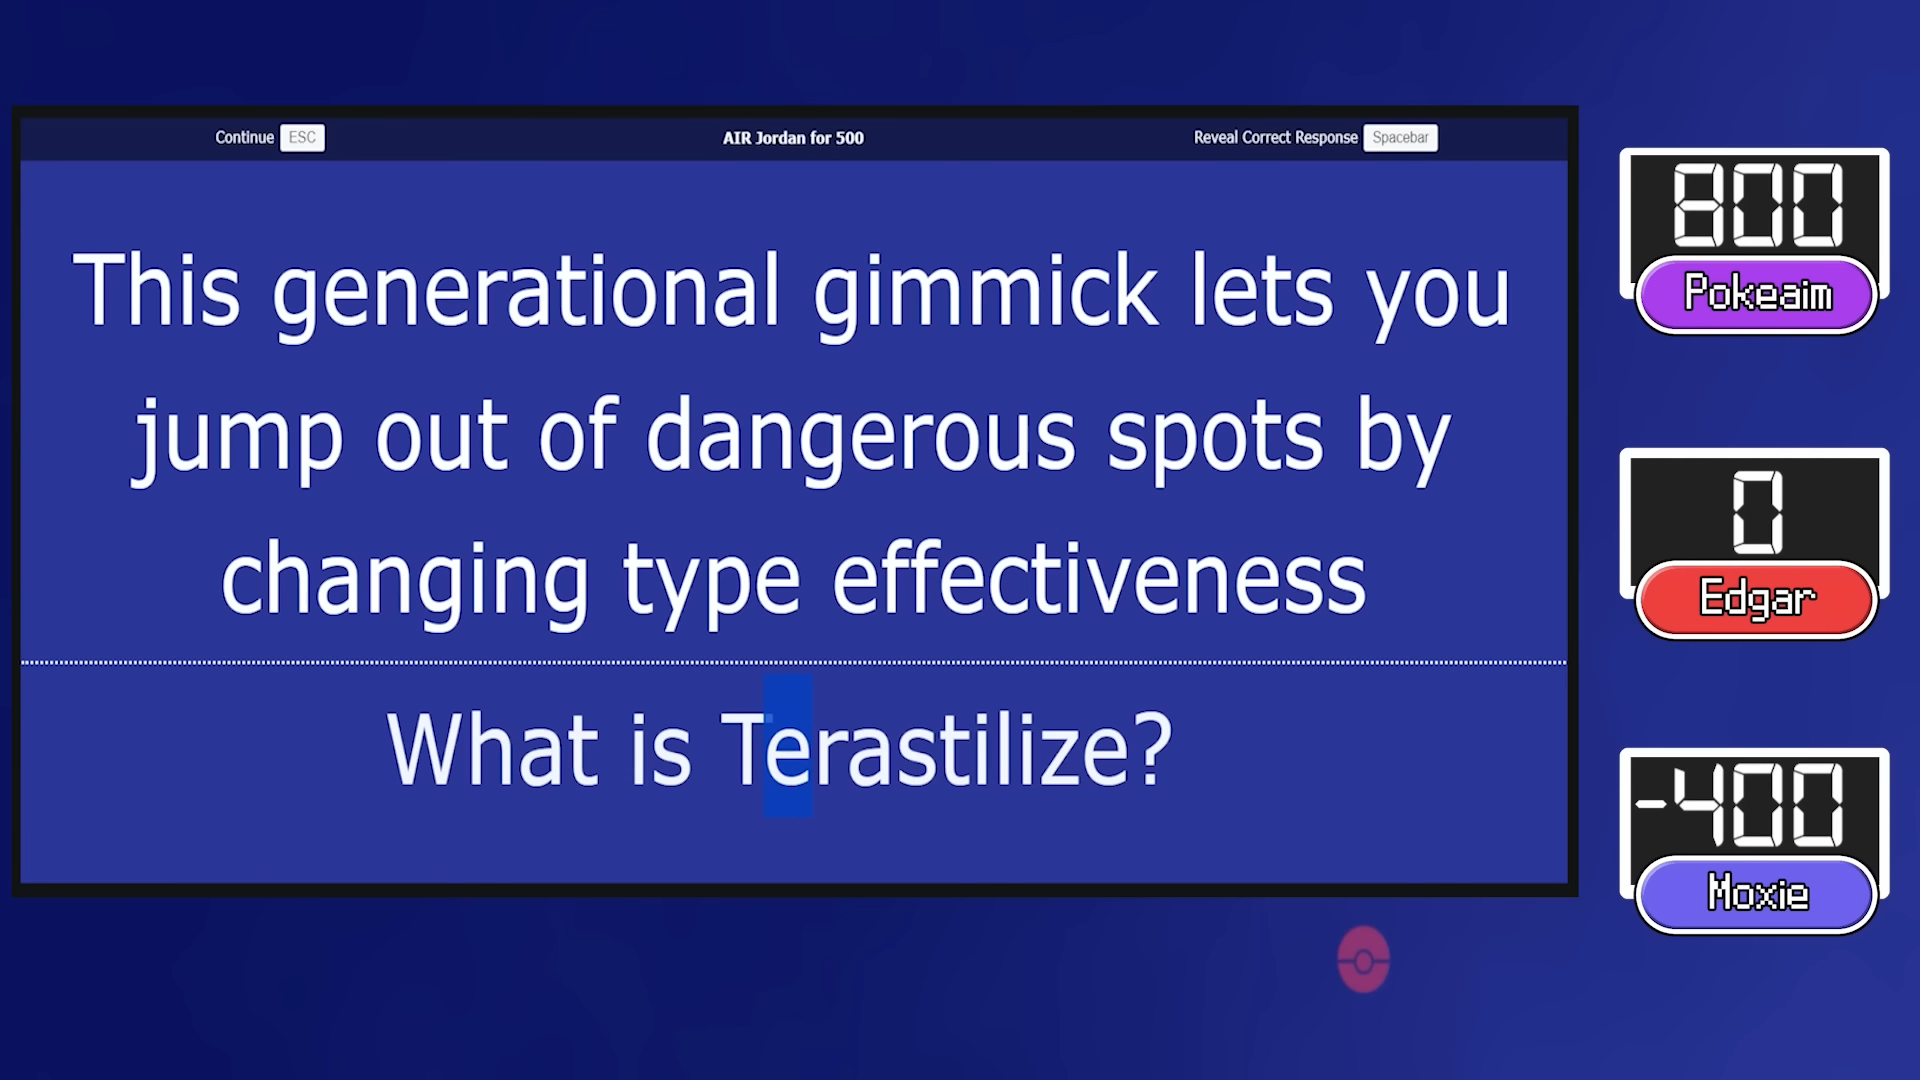 Continue ESC
AIR Jordan for 500
Reveal Correct Response Spacebar
This generational gimmick lets you
jump out of dangerous spots by
changing type effectiveness
What is Terastilize?
800
Pokeaim
0
Edgar
-400
Moxie